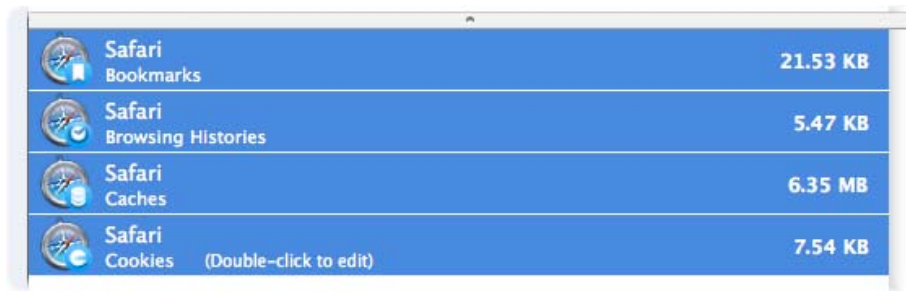 Safari
Bookmarks
21.53 KB
Safari
Browsing Histories
5.47 KB
Safari
Caches
6.35 MB
Safari
Cookies (Double-click to edit)
7.54 KB